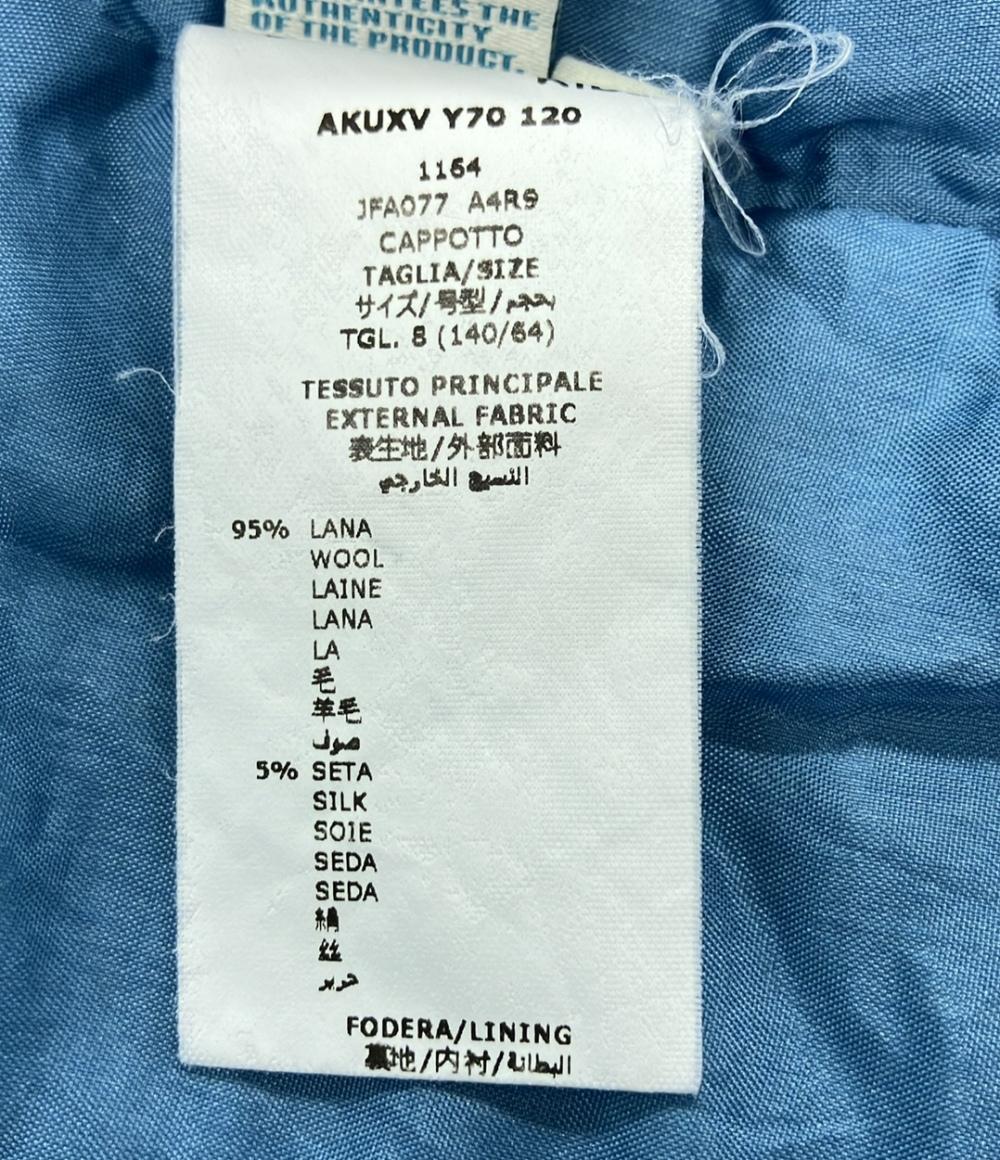 THE
AUTHENTICITY
OF THE PRODUCT.
AKUXV Y70 120
1164
JFA077 A4R9
CAPPOTTO
TAGLIA/SIZE
サイズ/号型/بحجم
TGL. 8 (140/64)
TESSUTO PRINCIPALE
EXTERNAL FABRIC
表生地/外部面料
النسيج الخارجي
95% LANA
WOOL
LAINE
LANA
LA
毛
羊毛
صوف
5% SETA
SILK
SOIE
SEDA
SEDA
絹
丝
حرير
FODERA/LINING
裏地/内衬/البطانة